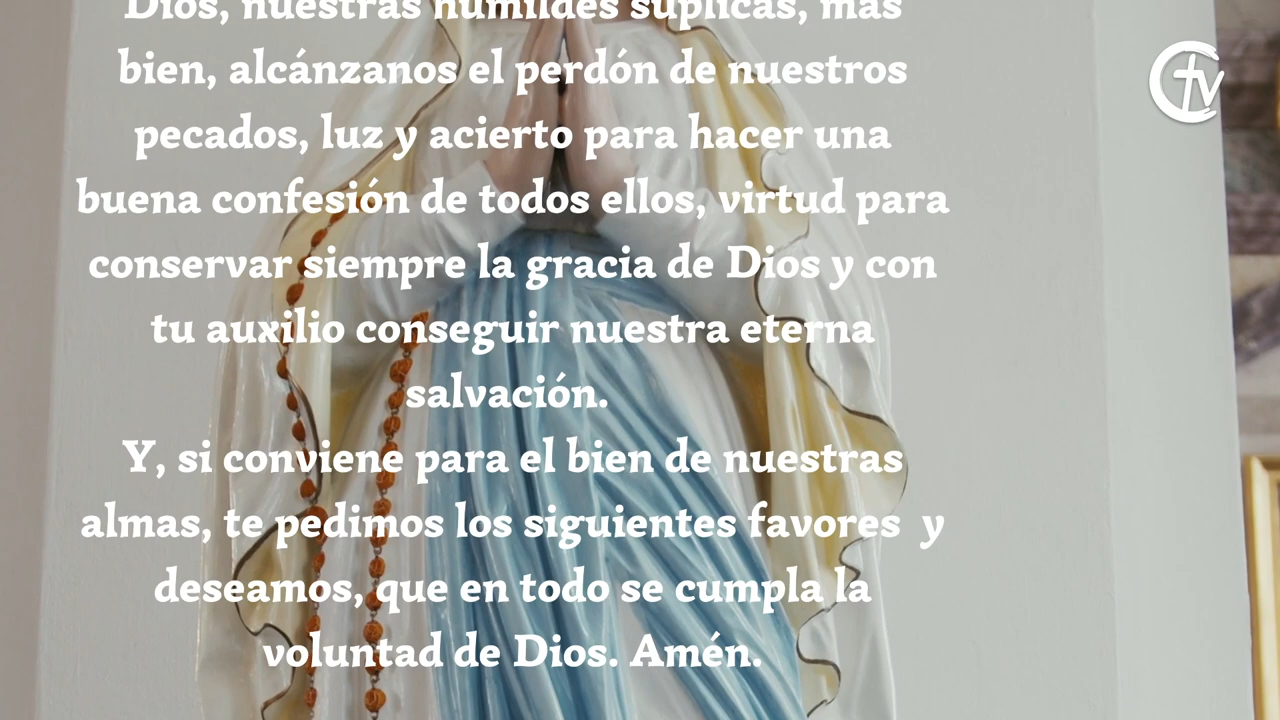 Dios, nuestras humildes súplicas, más
bien, alcánzanos el perdón de nuestros
pecados, luz y acierto para hacer una
buena confesión de todos ellos, virtud para
conservar siempre la gracia de Dios y con
tu auxilio conseguir nuestra eterna
salvación.
Y, si conviene para el bien de nuestras
almas, te pedimos los siguientes favores y
deseamos, que en todo se cumpla la
voluntad de Dios. Amén.
CTV